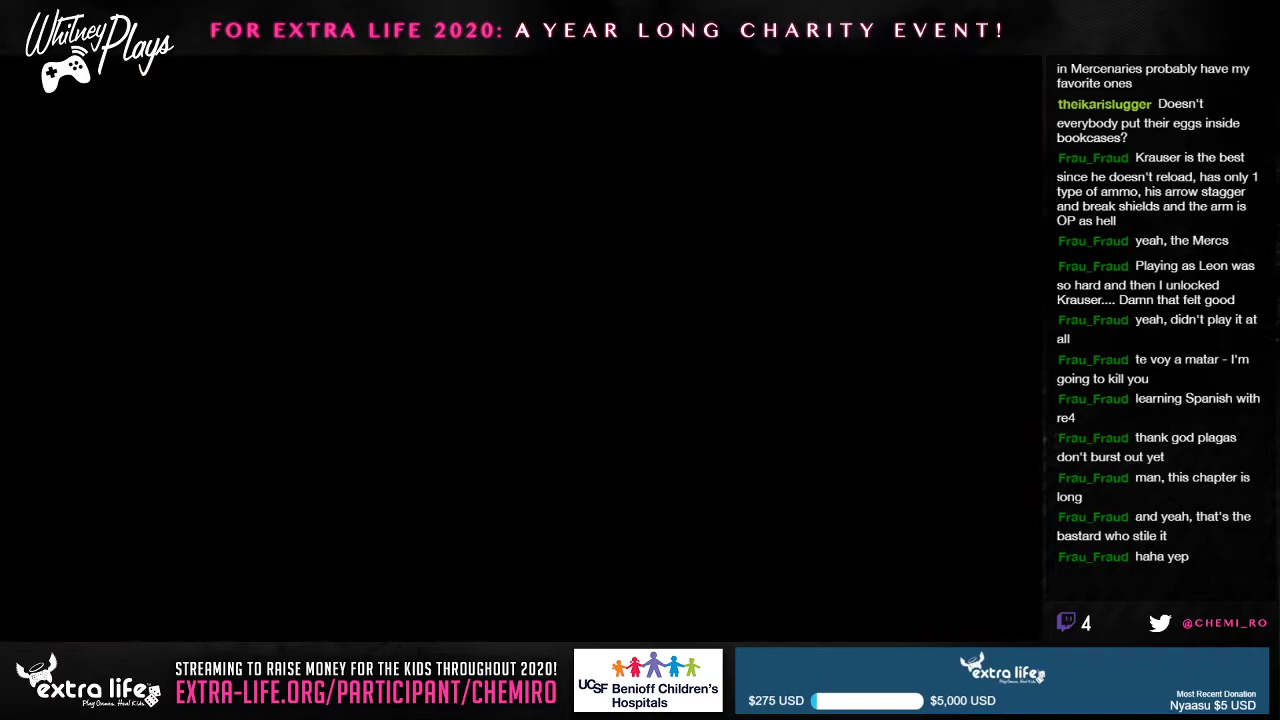 Whitney Plays
FOR EXTRA LIFE 2020: A YEAR LONG CHARITY EVENT!
in Mercenaries probably have my
favorite ones
theikarislugger Doesn't
everybody put their eggs inside
bookcases?
Frau_Fraud Krauser is the best
since he doesn't reload, has only 1
type of ammo, his arrow stagger
and break shields and the arm is
OP as hell
Frau_Fraud yeah, the Mercs
Frau_Fraud Playing as Leon was
so hard and then I unlocked
Krauser.... Damn that felt good
Frau_Fraud yeah, didn't play it at
all
Frau_Fraud te voy a matar - I'm
going to kill you
Frau_Fraud learning Spanish with
re4
Frau_Fraud thank god plagas
don't burst out yet
Frau_Fraud man, this chapter is
long
Frau_Fraud and yeah, that's the
bastard who stile it
Frau_Fraud haha yep
4
@CHEMI_RO
extra life
Play Games. Heal Kids.
STREAMING TO RAISE MONEY FOR THE KIDS THROUGHOUT 2020!
EXTRA-LIFE.ORG/PARTICIPANT/CHEMIRO
UCSF Benioff Children's
Hospitals
extra life
$275 USD
$5,000 USD
Most Recent Donation
Nyaasu $5 USD